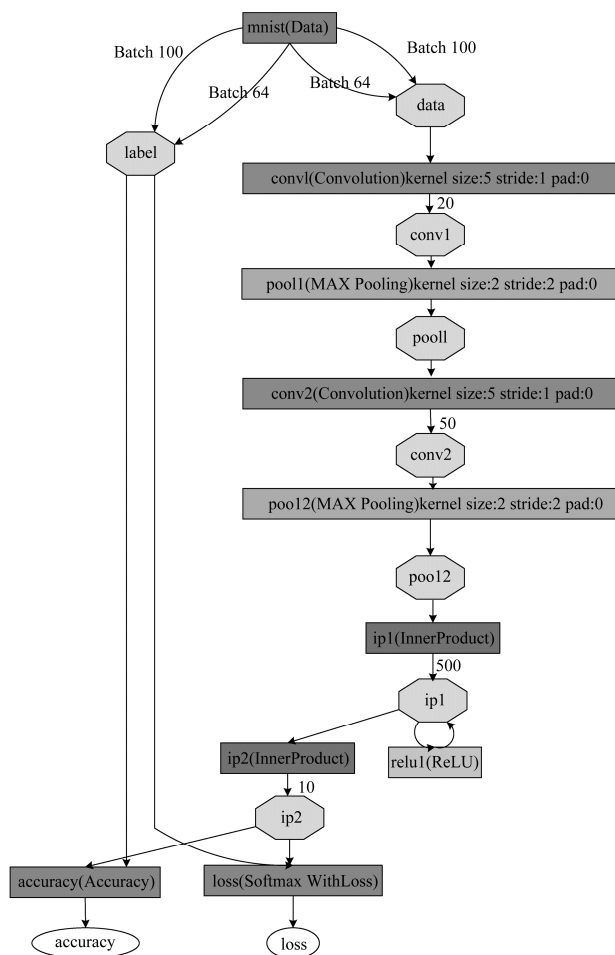 mnist(Data)
Batch 100
Batch 100
Batch 64
Batch 64
data
label
convl(Convolution)kernel size:5 stride:1 pad:0
20
conv1
pool1(MAX Pooling)kernel size:2 stride:2 pad:0
pooll
conv2(Convolution)kernel size:5 stride:1 pad:0
50
conv2
poo12(MAX Pooling)kernel size:2 stride:2 pad:0
poo12
ip1(InnerProduct)
500
ip1
ip2(InnerProduct)
relu1(ReLU)
10
ip2
accuracy(Accuracy)
loss(Softmax WithLoss)
accuracy
loss